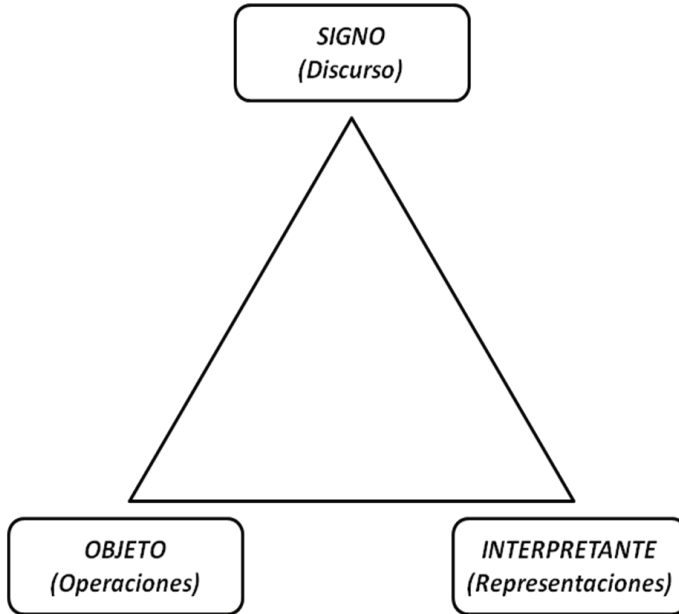 SIGNO
(Discurso)
OBJETO
(Operaciones)
INTERPRETANTE
(Representaciones)